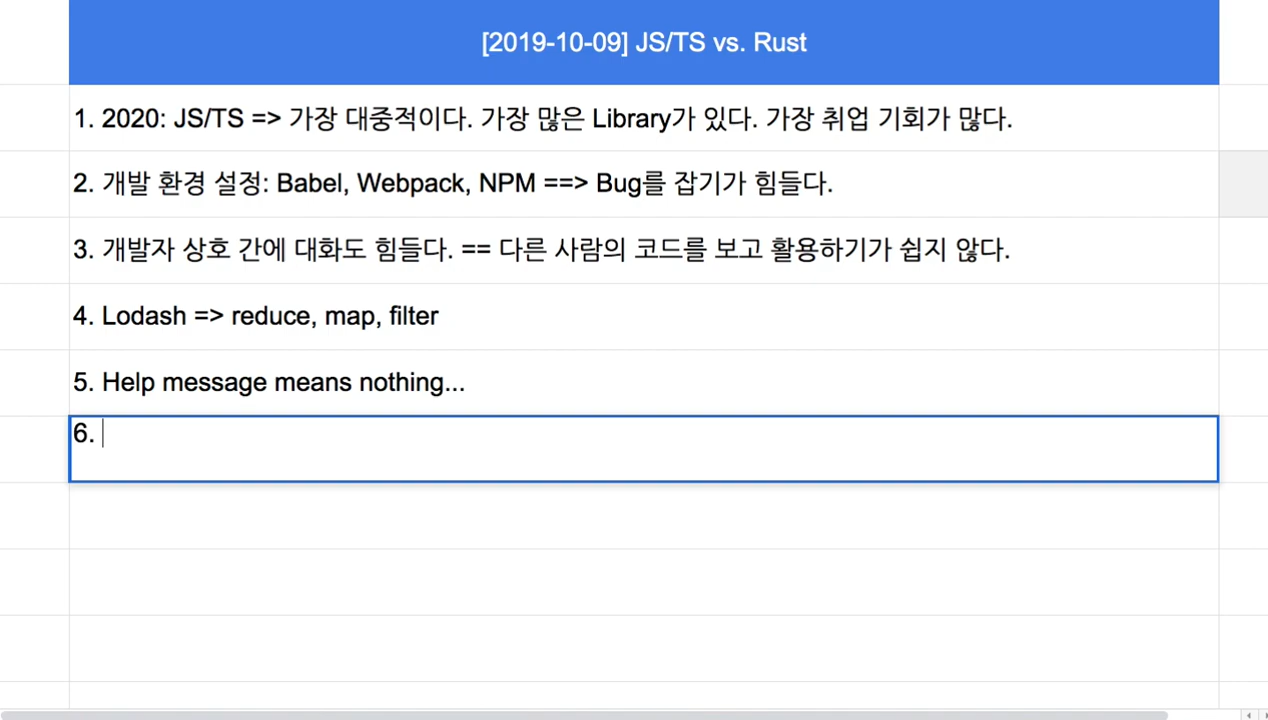 [2019-10-09] JS/TS vs. Rust
1. 2020: JS/TS => 가장 대중적이다. 가장 많은 Library가 있다. 가장 취업 기회가 많다.
2. 개발 환경 설정: Babel, Webpack, NPM ==> Bug를 잡기가 힘들다.
3. 개발자 상호 간에 대화도 힘들다. == 다른 사람의 코드를 보고 활용하기가 쉽지 않다.
4. Lodash => reduce, map, filter
5. Help message means nothing...
6.